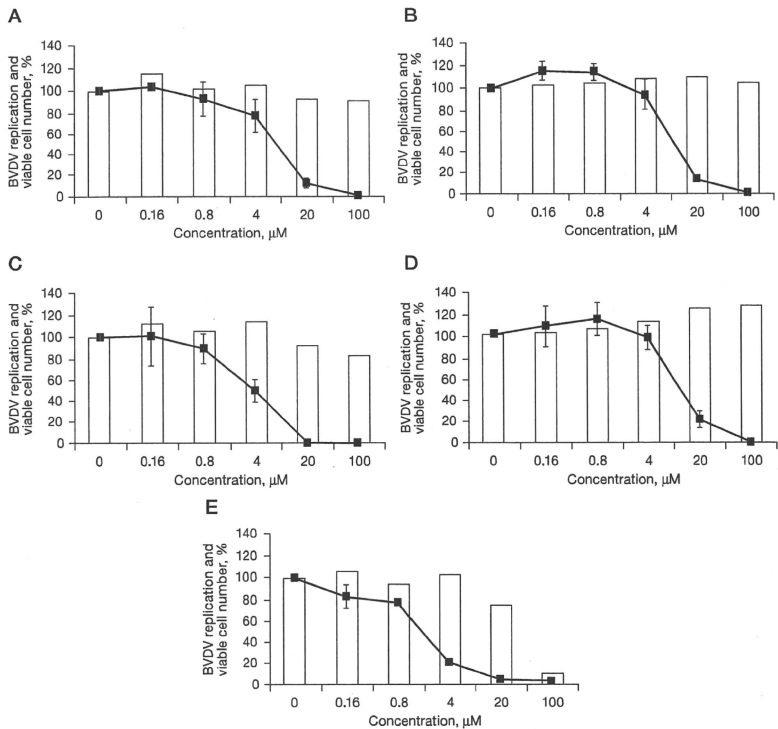 A
BVDV replication and
viable cell number, %
140
120
100
80
60
40
20
0
0 0.16 0.8 4 20 100
Concentration, μM
B
BVDV replication and
viable cell number, %
140
120
100
80
60
40
20
0
0 0.16 0.8 4 20 100
Concentration, μM
C
BVDV replication and
viable cell number, %
140
120
100
80
60
40
20
0
0 0.16 0.8 4 20 100
Concentration, μM
D
BVDV replication and
viable cell number, %
140
120
100
80
60
40
20
0
0 0.16 0.8 4 20 100
Concentration, μM
E
BVDV replication and
viable cell number, %
140
120
100
80
60
40
20
0
0 0.16 0.8 4 20 100
Concentration, μM